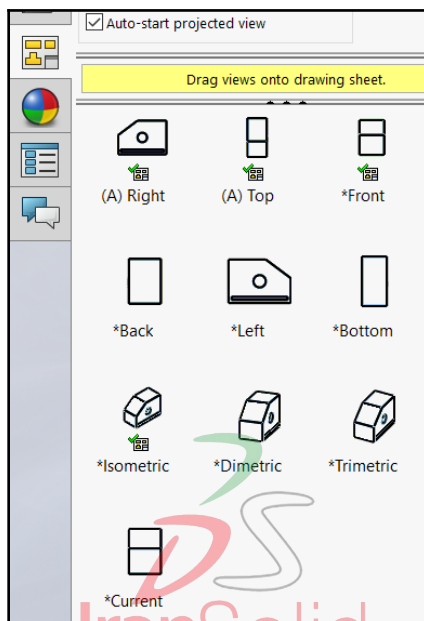 Auto-start projected view
Drag views onto drawing sheet.
(A) Right
(A) Top
*Front
*Back
*Left
*Bottom
*Isometric
*Dimetric
*Trimetric
*Current
IranSolid